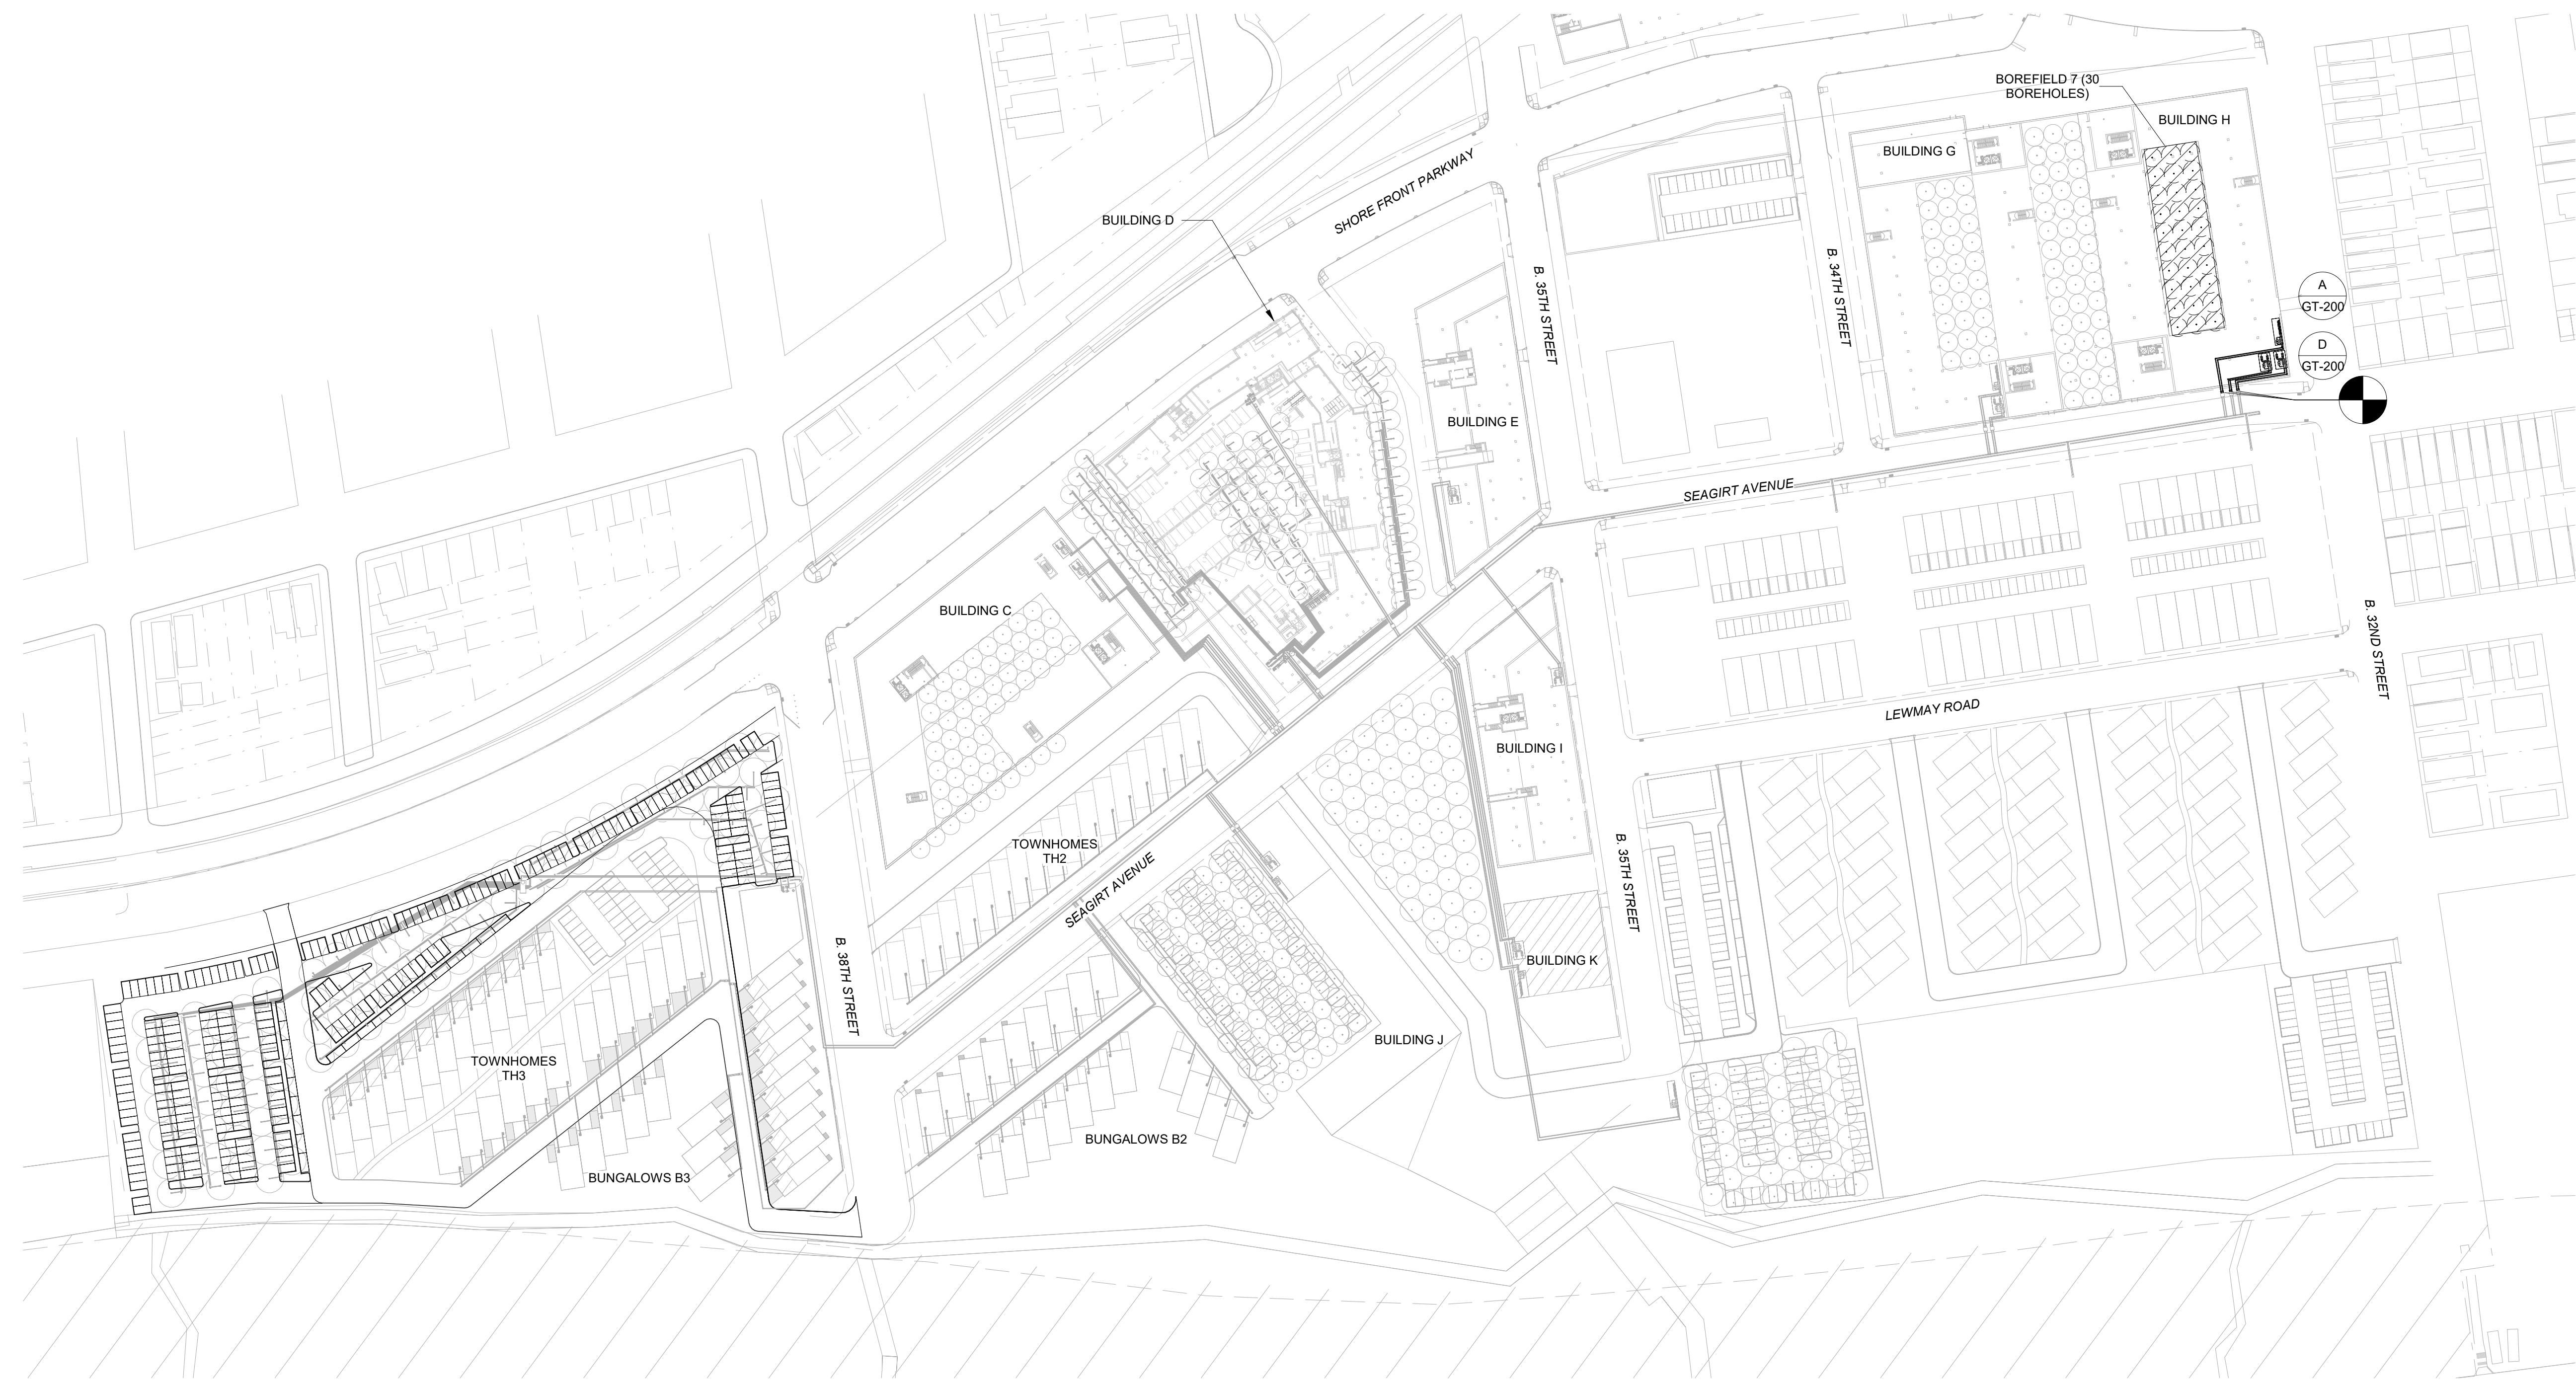 BOREFIELD 7 (30
BOREHOLES)
BUILDING H
BUILDING G
SHORE FRONT PARKWAY
BUILDING D
B. 35TH STREET
B. 34TH STREET
A
GT-200
D
GT-200
BUILDING E
SEAGIRT AVENUE
BUILDING C
B. 32ND STREET
LEWMAY ROAD
BUILDING I
TOWNHOMES
TH2
SEAGIRT AVENUE
B. 35TH STREET
B. 38TH STREET
BUILDING K
BUILDING J
TOWNHOMES
TH3
BUNGALOWS B2
BUNGALOWS B3